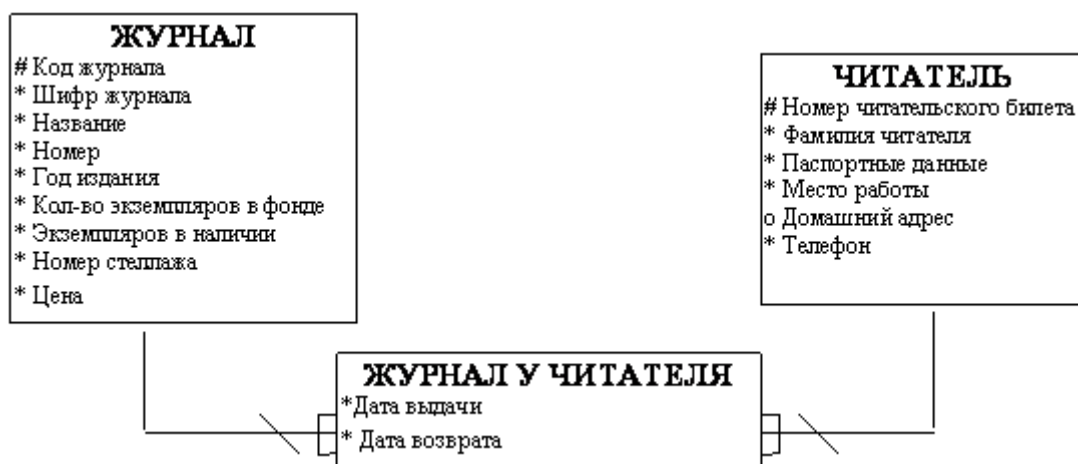 ЖУРНАЛ
# Код журнала
* Шифр журнала
* Название
* Номер
* Год издания
* Кол-во экземпляров в фонде
* Экземпляров в наличии
* Номер стеллажа
* Цена
ЧИТАТЕЛЬ
# Номер читательского билета
* Фамилия читателя
* Паспортные данные
* Место работы
о Домашний адрес
* Телефон
ЖУРНАЛ У ЧИТАТЕЛЯ
*Дата выдачи
* Дата возврата